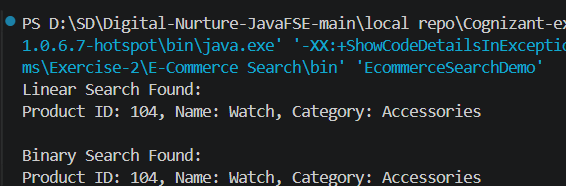 PS D:\SD\Digital-Nurture-JavaFSE-main\local repo\Cognizant-ex
1.0.6.7-hotspot\bin\java.exe' '-XX:+ShowCodeDetailsInExceptio
ms\Exercise-2\E-Commerce Search\bin' 'EcommerceSearchDemo'
Linear Search Found:
Product ID: 104, Name: Watch, Category: Accessories
Binary Search Found:
Product ID: 104, Name: Watch, Category: Accessories